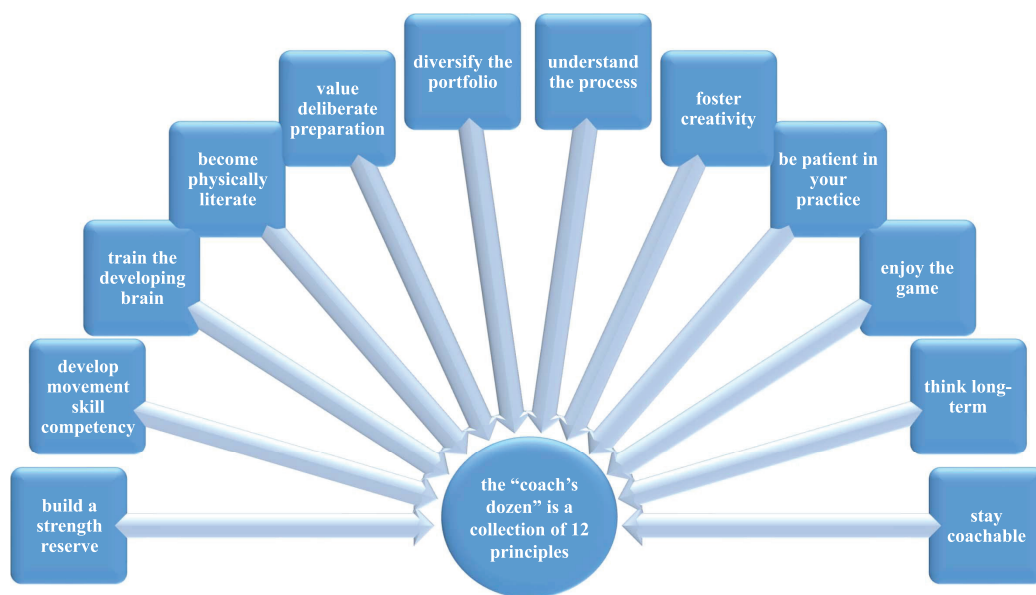 build a
strength
reserve
develop
movement
skill
competency
train the
developing
brain
become
physically
literate
value
deliberate
preparation
diversify the
portfolio
understand
the process
foster
creativity
be patient in
your
practice
enjoy the
game
think long-
term
stay
coachable
the “coach’s
dozen” is a
collection of 12
principles